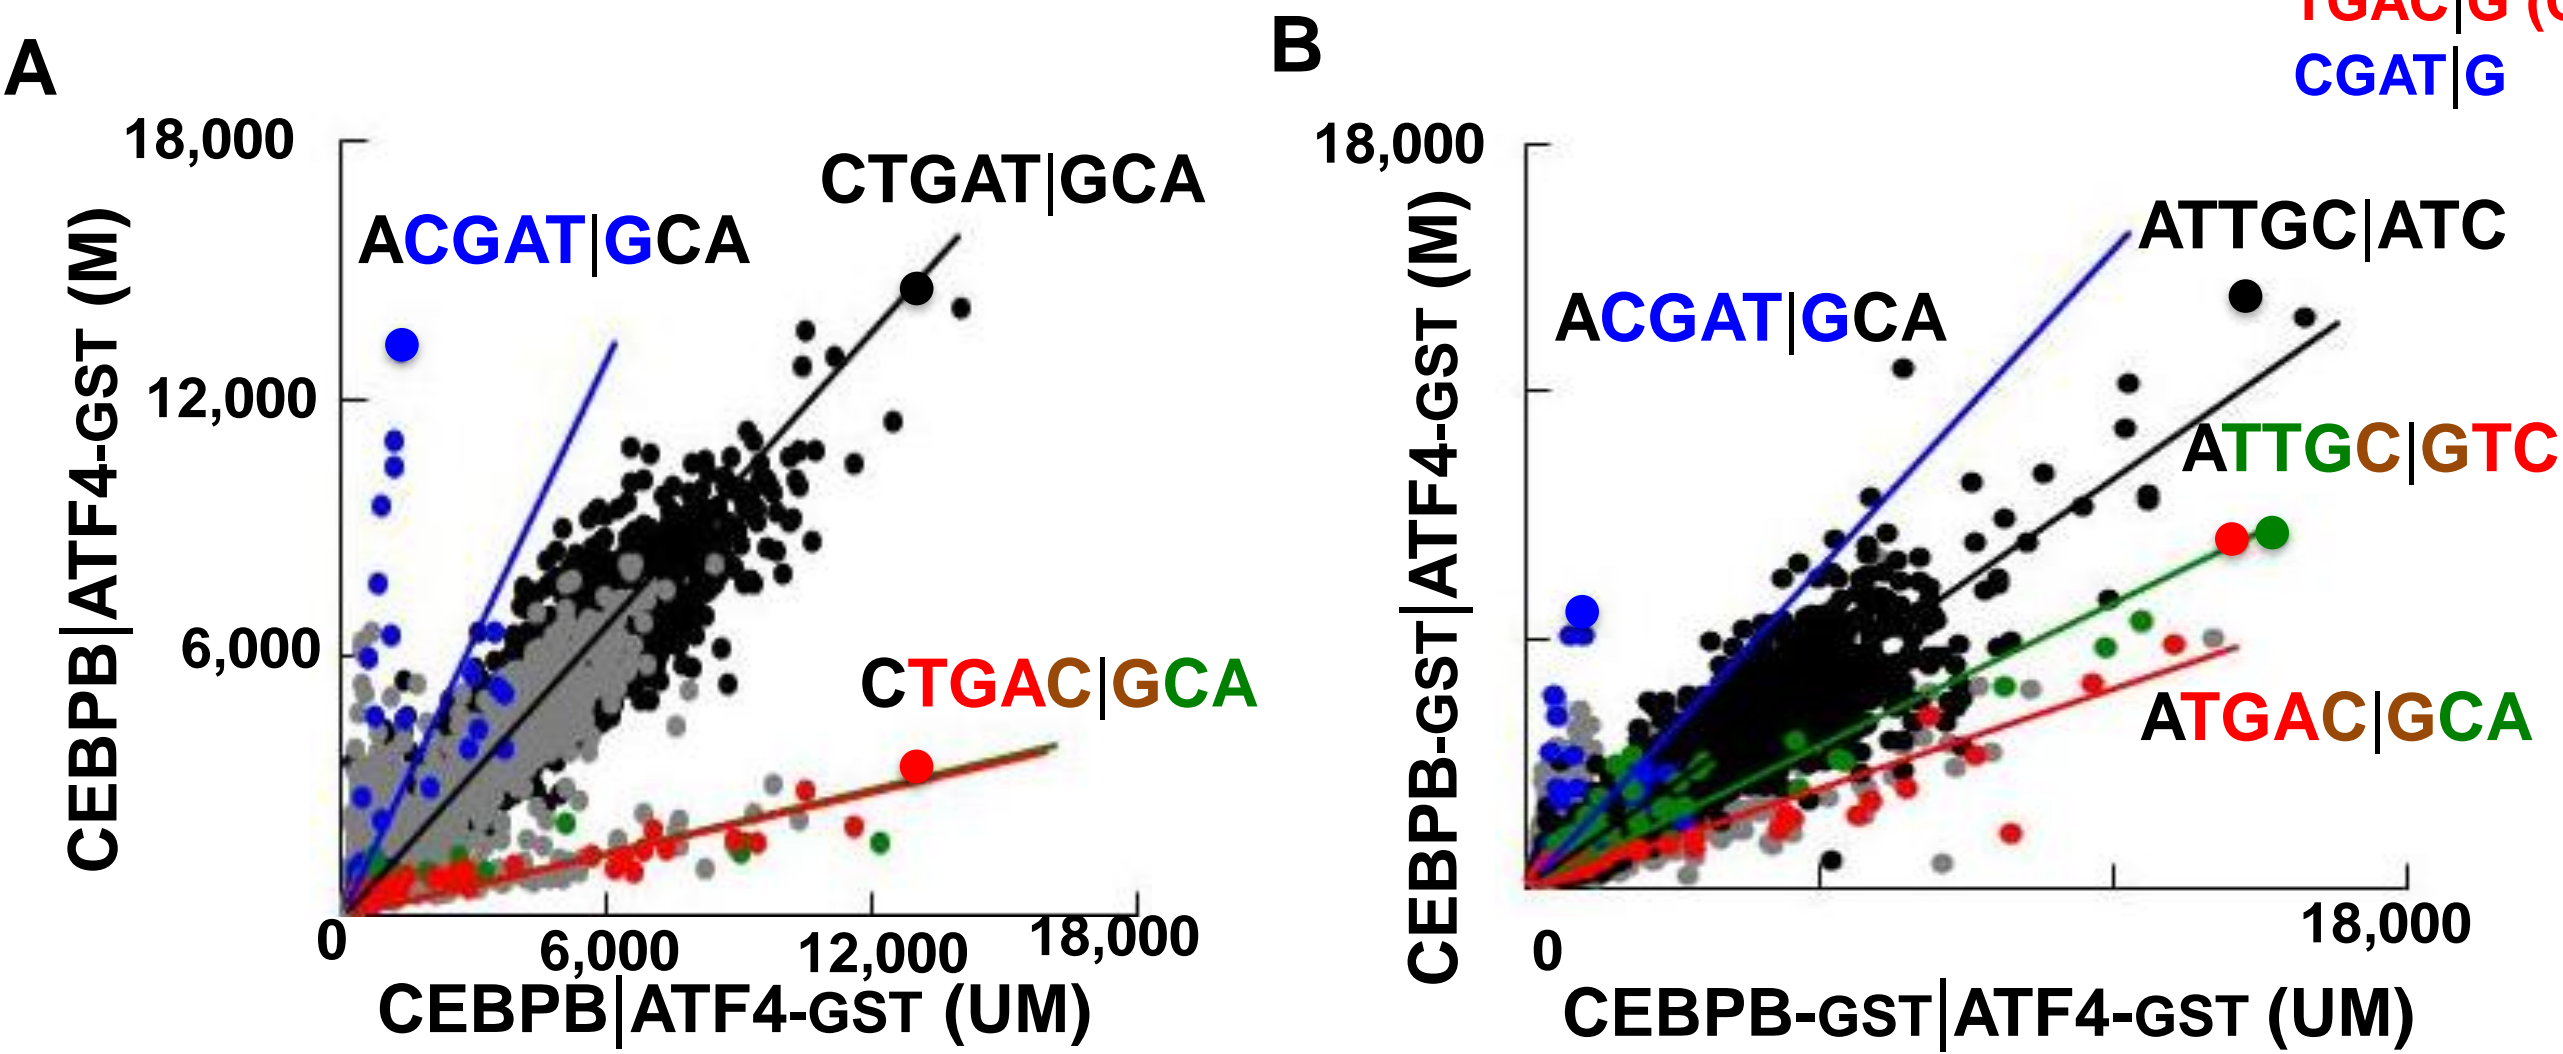 A
18,000
12,000
6,000
0
6,000
12,000
18,000
CEBPB|ATF4-GST (M)
CEBPB|ATF4-GST (UM)
ACGAT|GCA
CTGAT|GCA
CTGAC|GCA
B
TGAC|G
CGAT|G
18,000
0
18,000
CEBPB-GST|ATF4-GST (M)
CEBPB-GST|ATF4-GST (UM)
ATTGC|ATC
ACGAT|GCA
ATTGC|GTC
ATGAC|GCA